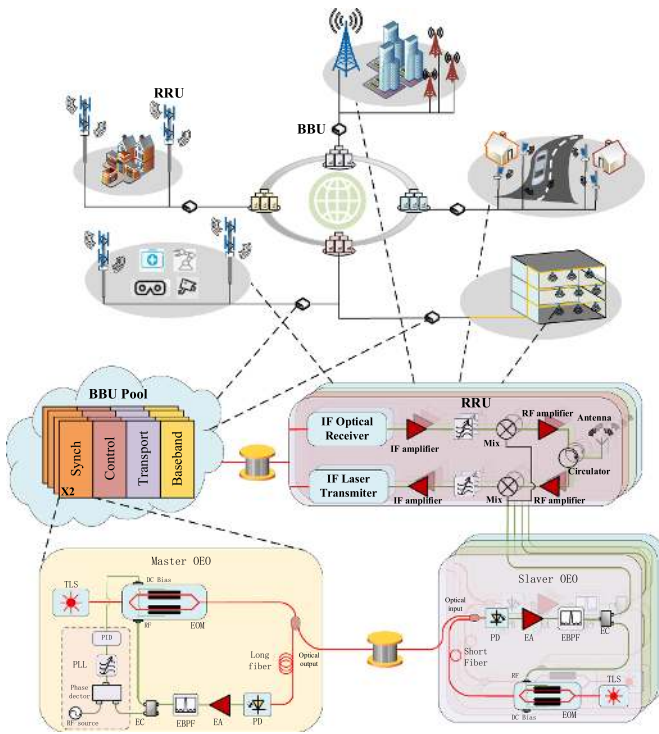 RRU
BBU
BBU Pool
Synch
Control
Transport
Baseband
X2
RRU
IF Optical
Receiver
IF amplifier
Mix
RF amplifier
Antenna
Circulator
IF Laser
Transmiter
IF amplifier
Mix
RF amplifier
Master OEO
TLS
DC Bias
RF
EOM
PID
PLL
Phase
dector
RF source
EC
EBPF
EA
PD
Long
fiber
Optical
output
Slaver OEO
Optical
input
PD
EA
EBPF
EC
Short
Fiber
RF
TLS
DC Bias
EOM